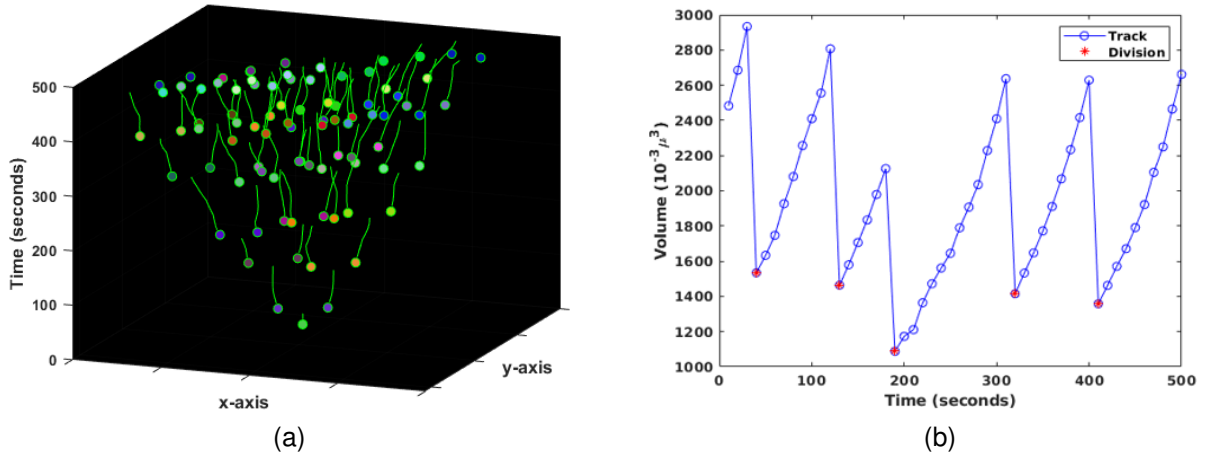 500
400
300
200
100
0
Time (seconds)
x-axis
y-axis
(a)
3000
2800
2600
2400
2200
2000
1800
1600
1400
1200
1000
Volume (10⁻³ μ³)
Track
Division
0 100 200 300 400 500
Time (seconds)
(b)